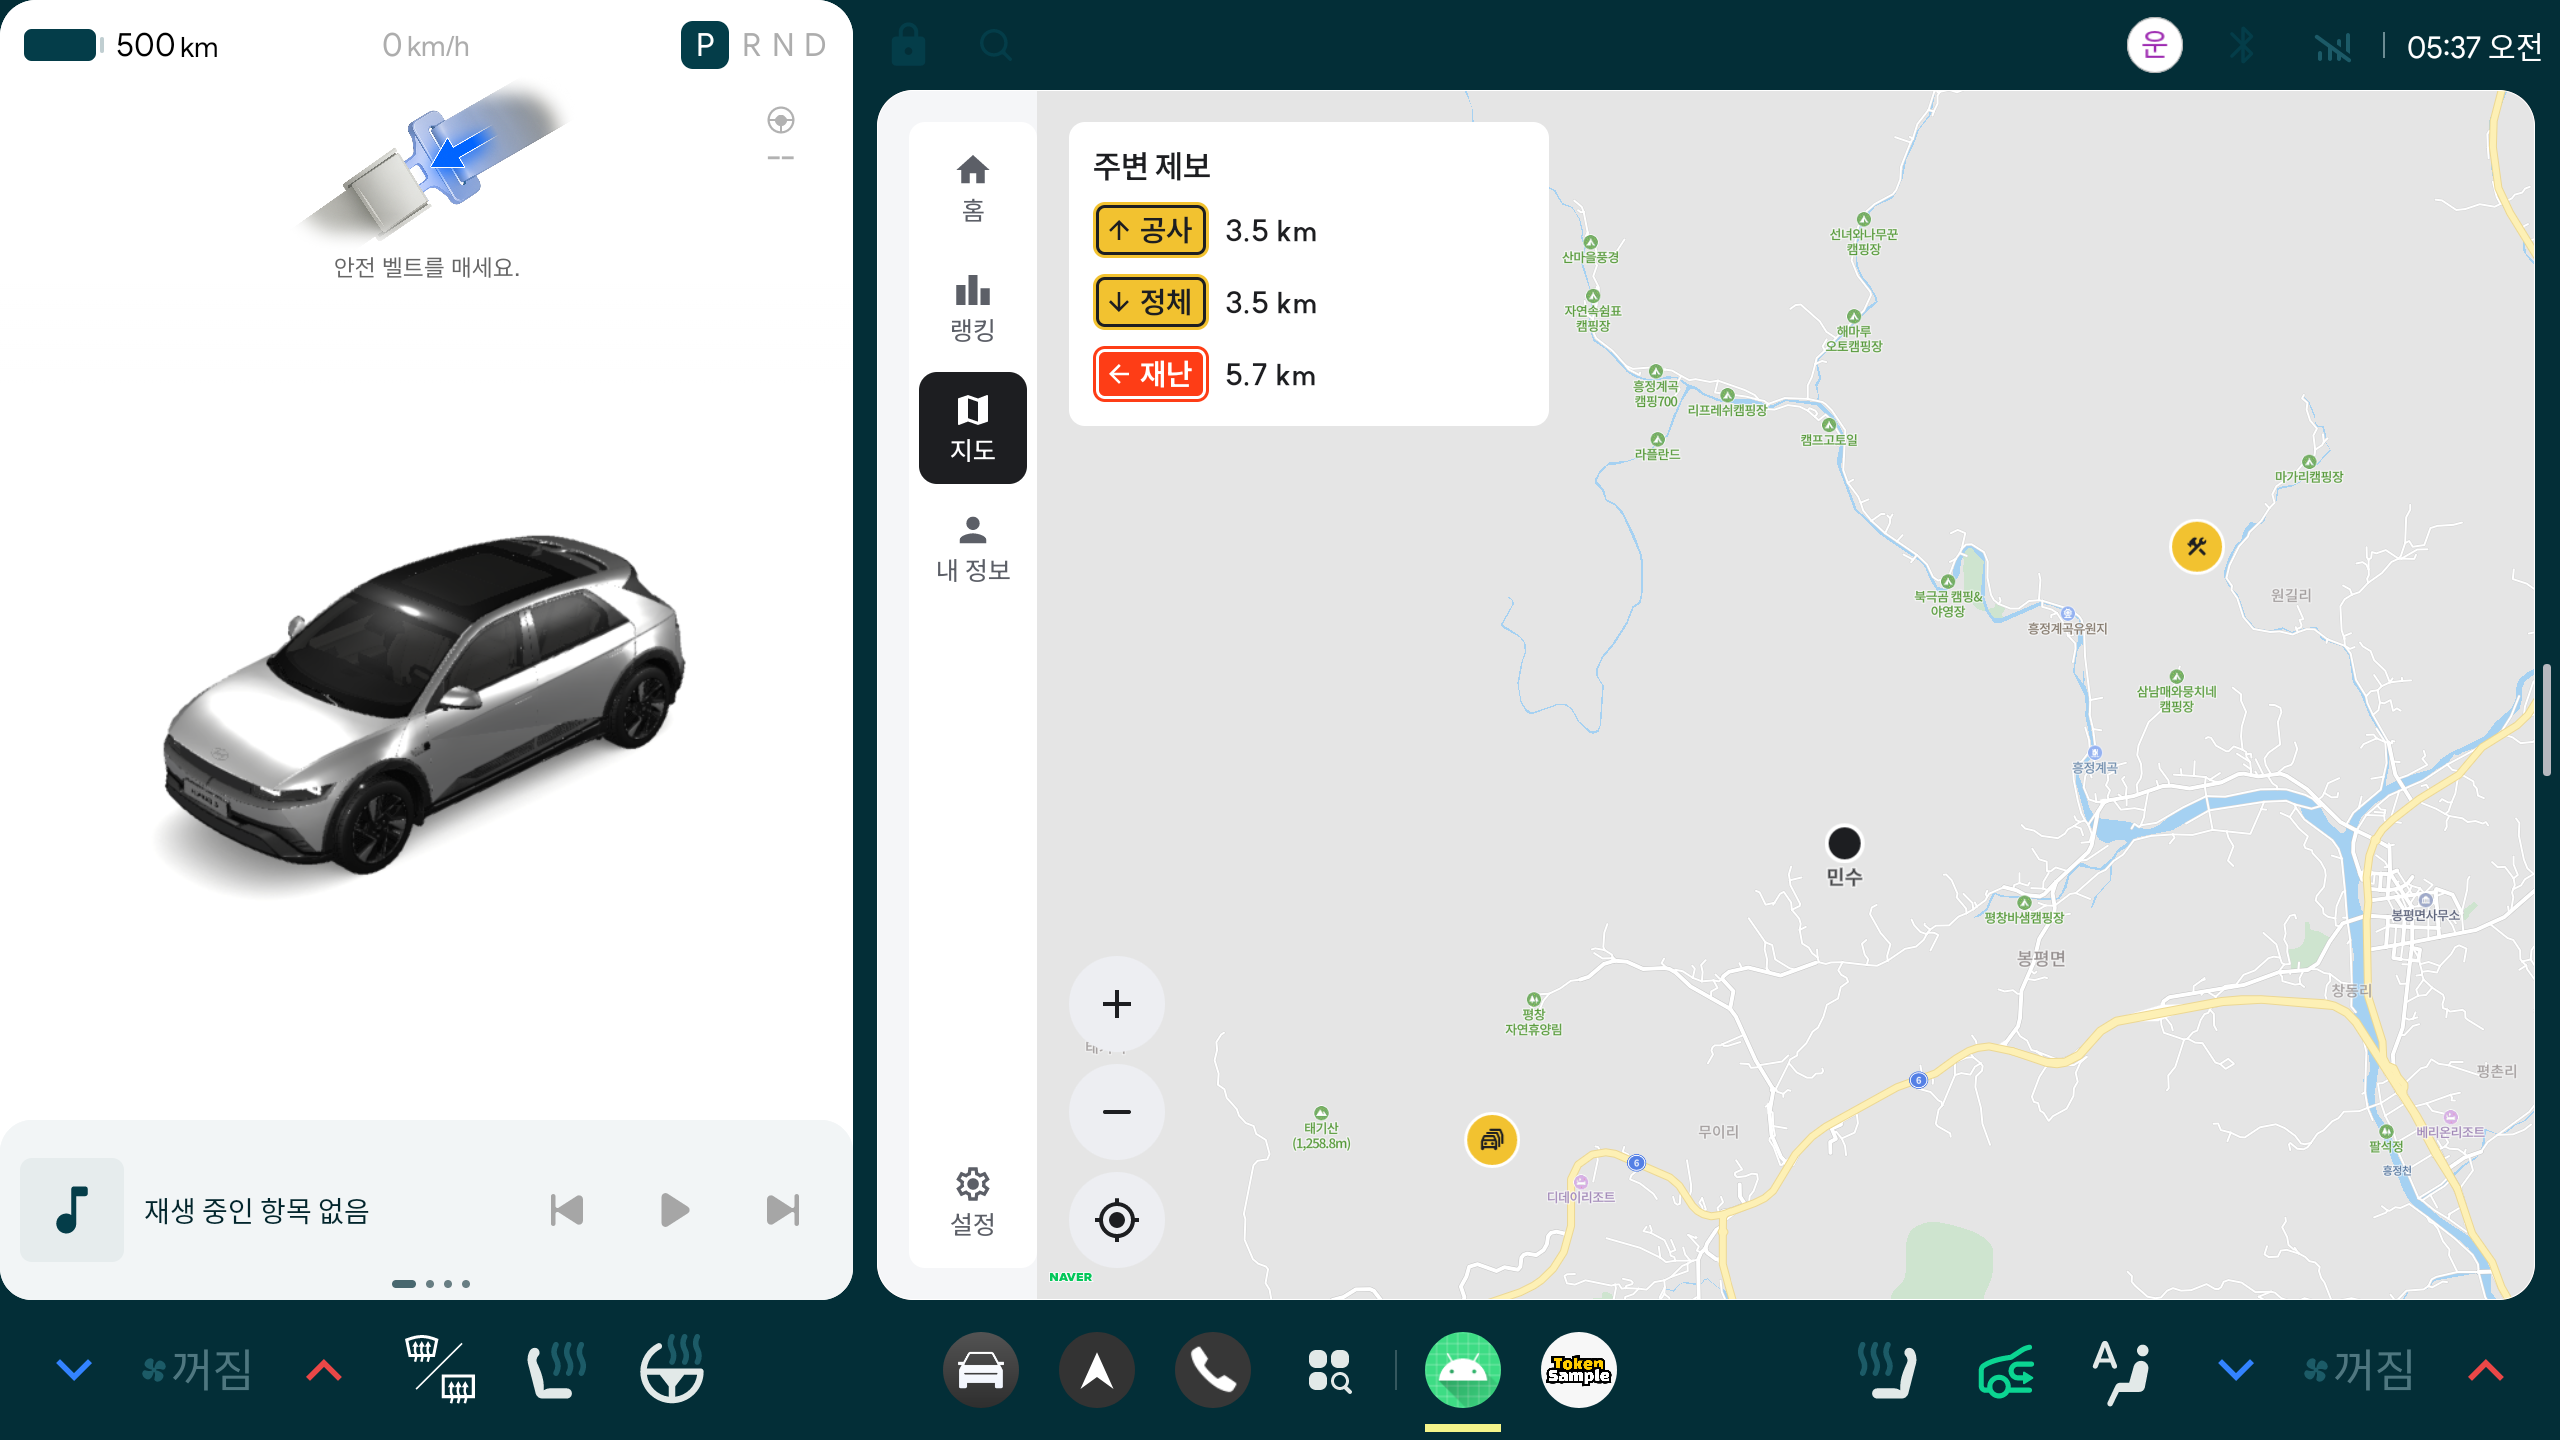 500 km
0 km/h
P R N D
안전 벨트를 매세요.
--
재생 중인 항목 없음
운
05:37 오전
홈
랭킹
지도
내 정보
설정
주변 제보
공사 3.5 km
정체 3.5 km
재난 5.7 km
산마을풍경
선녀와나무꾼
캠핑장
자연속쉼표
캠핑장
해마루
오토캠핑장
흥정계곡
캠핑700
리프레쉬캠핑장
캠프고토일
라플란드
마가리캠핑장
북극곰 캠핑&
야영장
원길리
흥정계곡유원지
삼남매와뭉치네
캠핑장
흥정계곡
민수
평창바샘캠핑장
봉평면사무소
봉평면
창동리
평창
자연휴양림
평촌리
6
태기산
(1,258.8m)
무이리
6
베리온리조트
팔석정
흥정천
디데이리조트
NAVER
꺼짐
Token
Sample
A
꺼짐